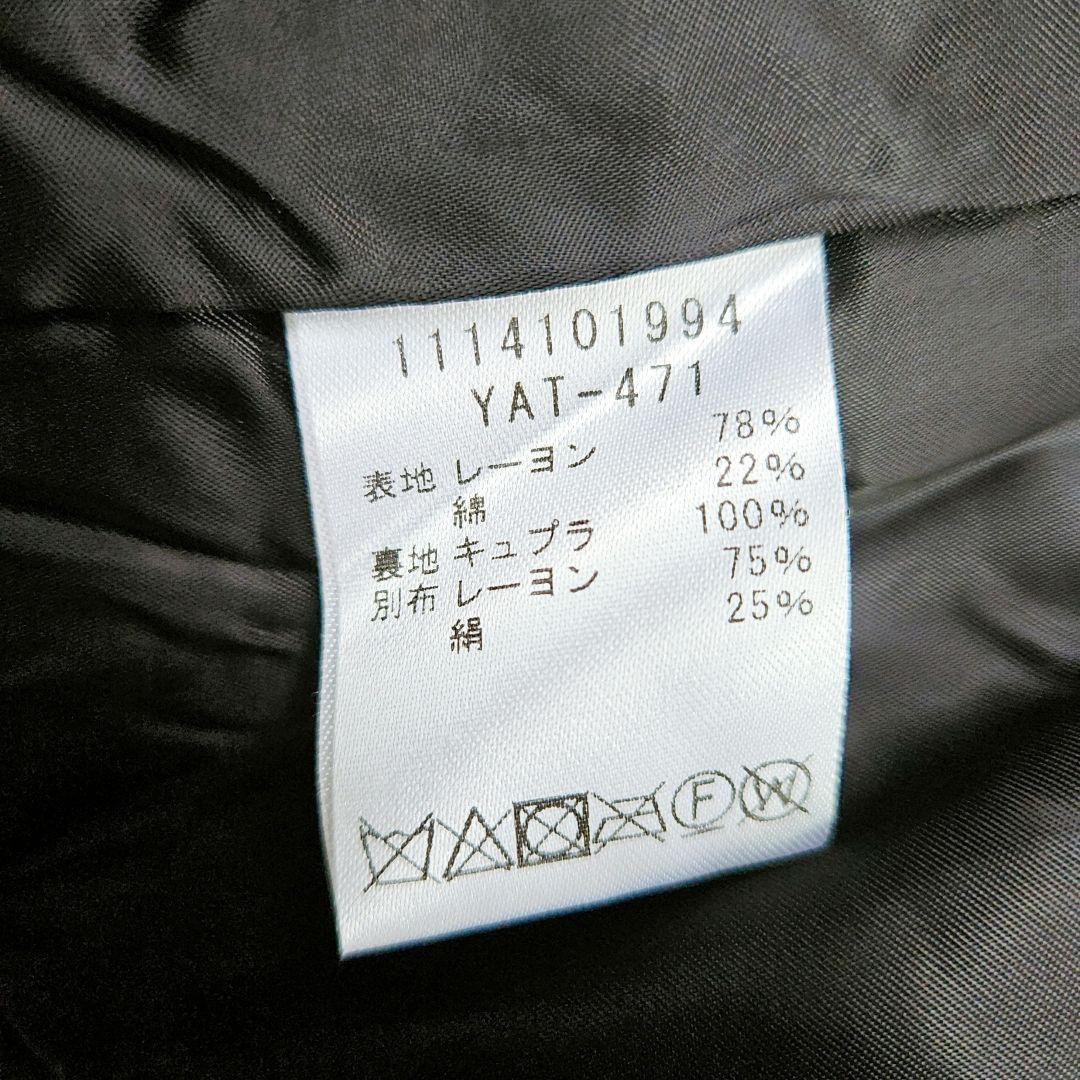 1114101994
YAT-471
表地 レーヨン 78%
綿 22%
裏地 キュプラ 100%
別布 レーヨン 75%
絹 25%
F W